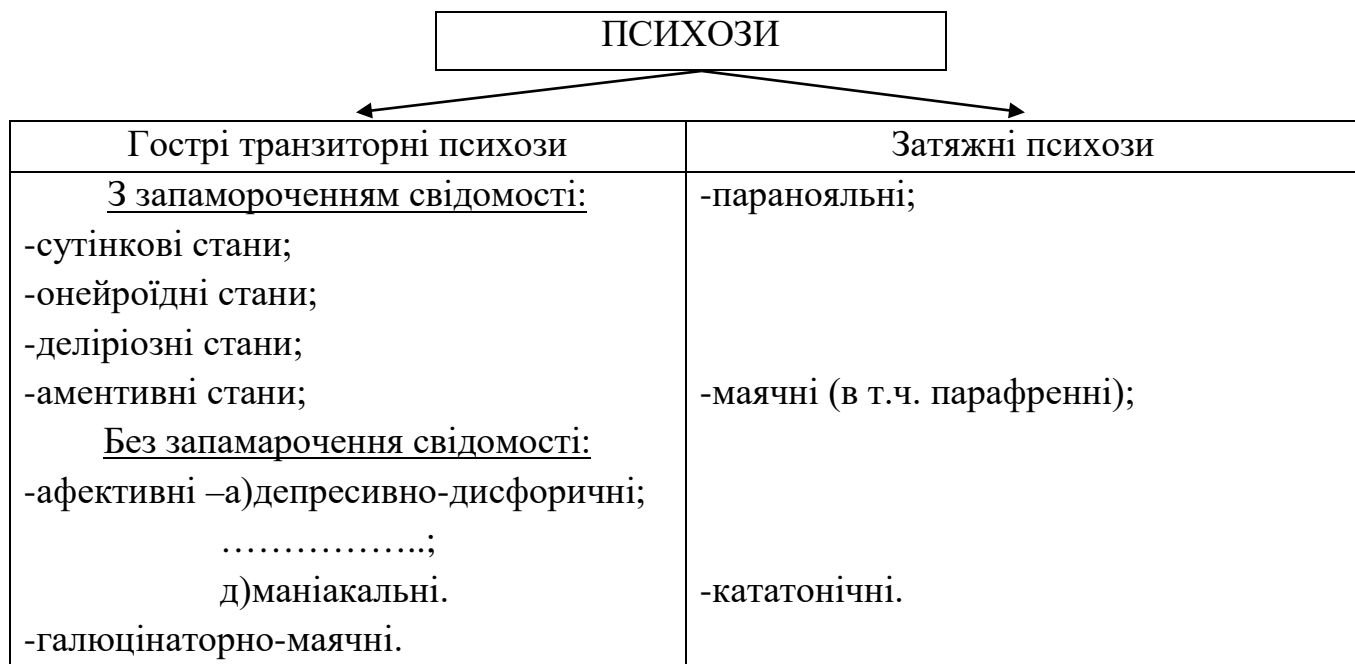 ПСИХОЗИ
Гострі транзиторні психози
Затяжні психози
З запамороченням свідомості:
-сутінкові стани;
-онейроїдні стани;
-деліріозні стани;
-аментивні стани;
Без запамарочення свідомості:
-афективні –а)депресивно-дисфоричні;
………………..;
д)маніакальні.
-галюцінаторно-маячні.
-паранояльні;
-маячні (в т.ч. парафренні);
-кататонічні.